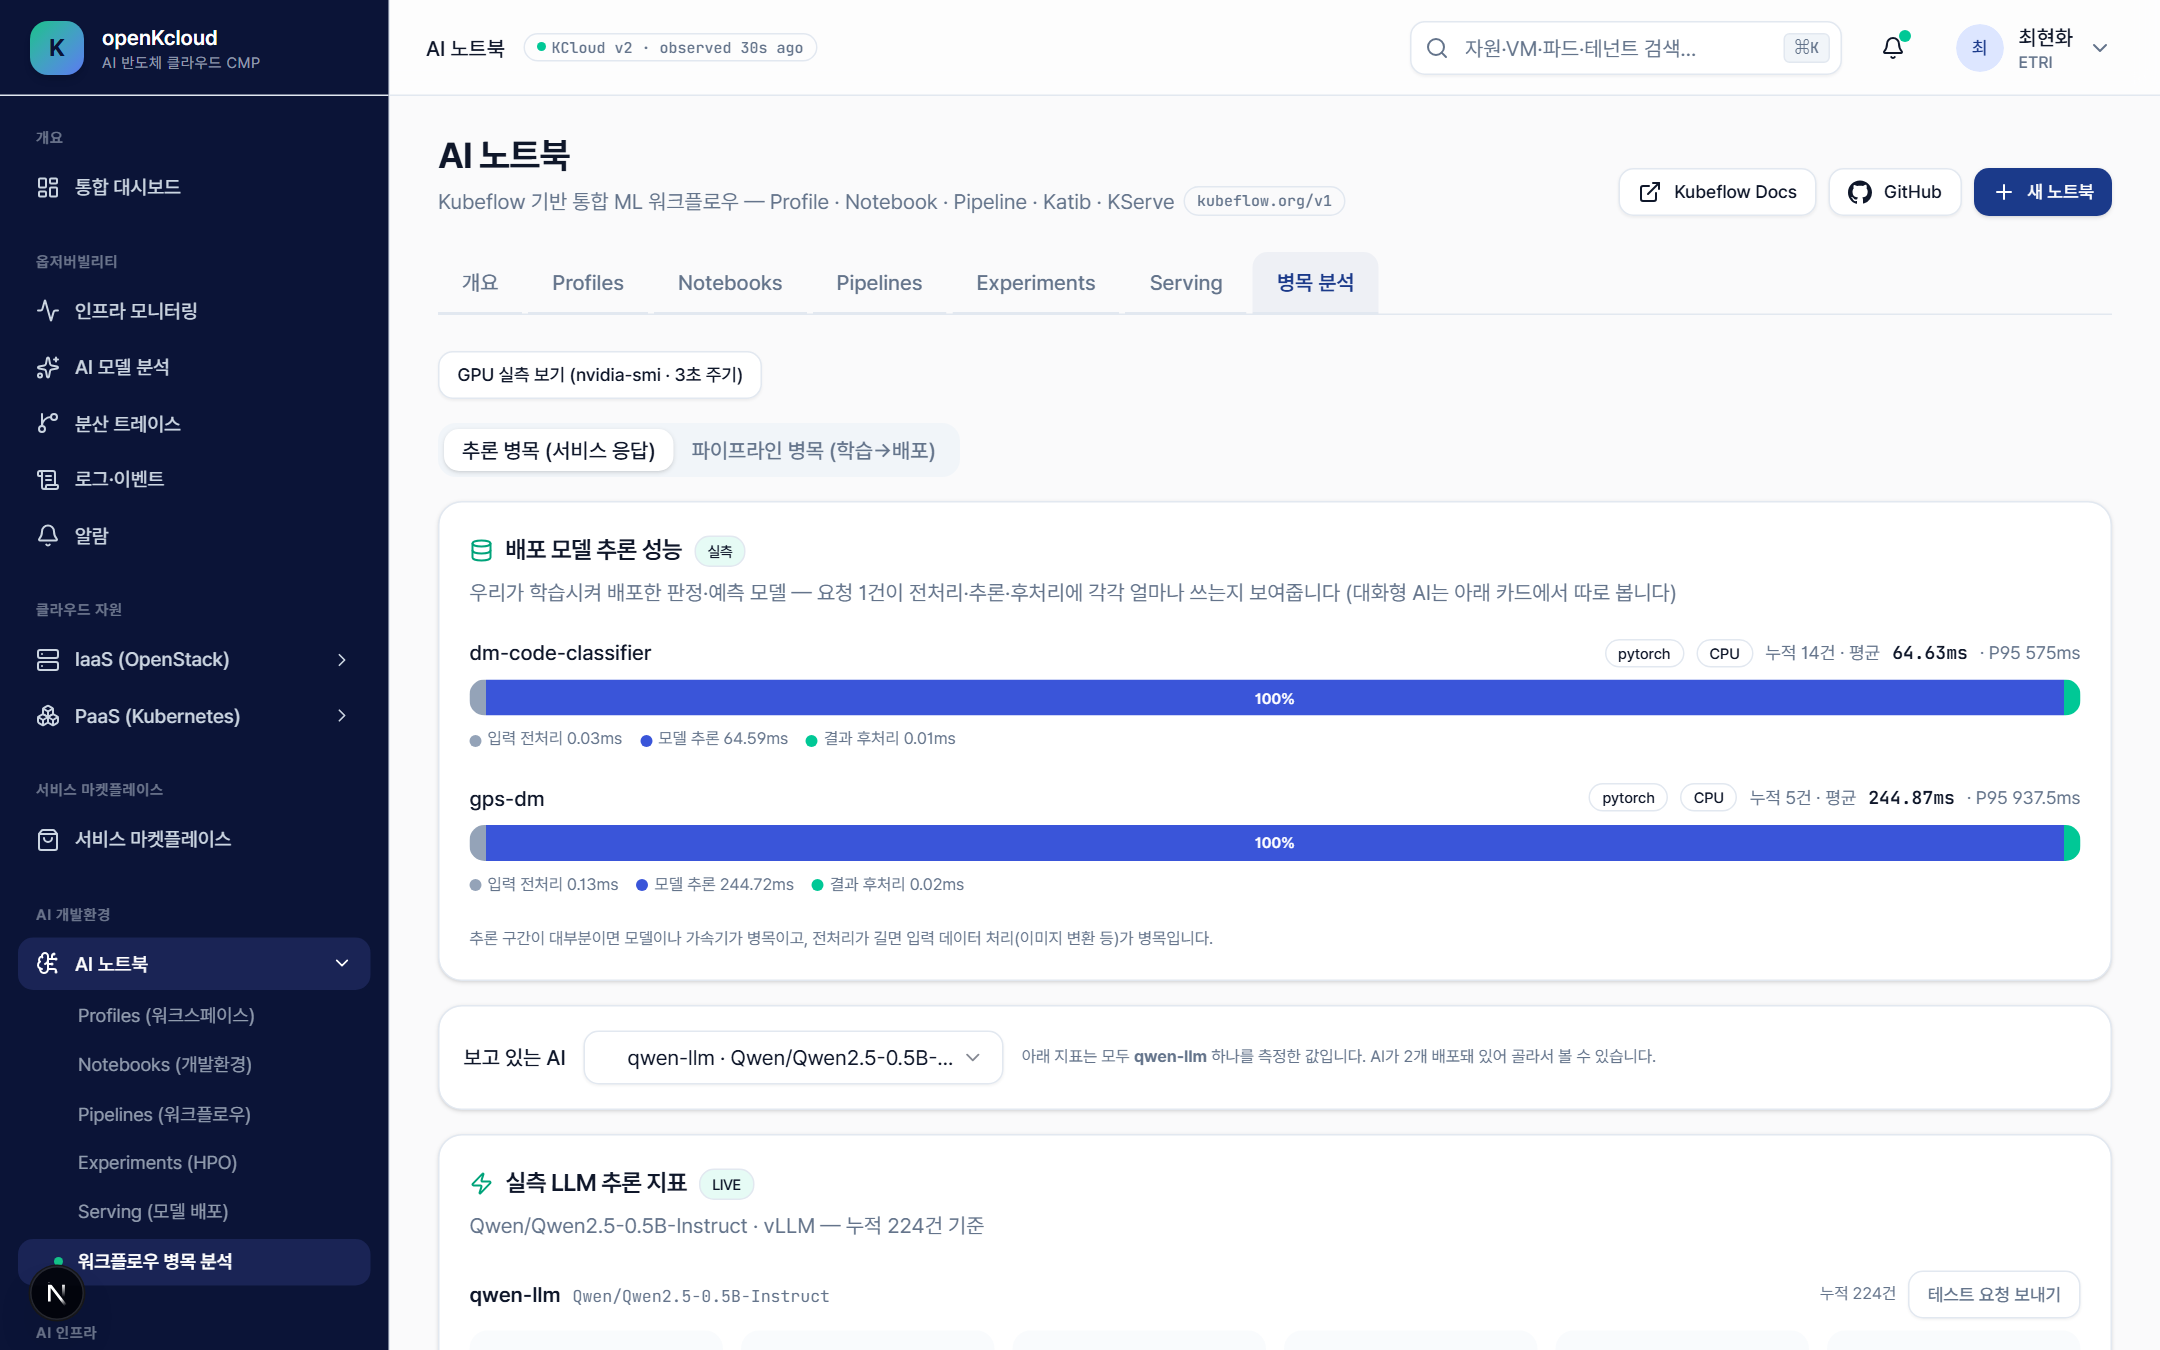 K
openKcloud
AI 반도체 클라우드 CMP
개요
통합 대시보드
옵저버빌리티
인프라 모니터링
AI 모델 분석
분산 트레이스
로그·이벤트
알람
클라우드 자원
IaaS (OpenStack)
PaaS (Kubernetes)
서비스 마켓플레이스
서비스 마켓플레이스
AI 개발환경
AI 노트북
Profiles (워크스페이스)
Notebooks (개발환경)
Pipelines (워크플로우)
Experiments (HPO)
Serving (모델 배포)
워크플로우 병목 분석
N
AI 인프라
AI 노트북
KCloud v2 · observed 30s ago
자원·VM·파드·테넌트 검색...
⌘K
최
최현화
ETRI
AI 노트북
Kubeflow 기반 통합 ML 워크플로우 — Profile · Notebook · Pipeline · Katib · KServe
kubeflow.org/v1
Kubeflow Docs
GitHub
새 노트북
개요
Profiles
Notebooks
Pipelines
Experiments
Serving
병목 분석
GPU 실측 보기 (nvidia-smi · 3초 주기)
추론 병목 (서비스 응답)
파이프라인 병목 (학습→배포)
배포 모델 추론 성능
실측
우리가 학습시켜 배포한 판정·예측 모델 — 요청 1건이 전처리·추론·후처리에 각각 얼마나 쓰는지 보여줍니다 (대화형 AI는 아래 카드에서 따로 봅니다)
dm-code-classifier
pytorch
CPU
누적 14건 · 평균 64.63ms · P95 575ms
100%
입력 전처리 0.03ms
모델 추론 64.59ms
결과 후처리 0.01ms
gps-dm
pytorch
CPU
누적 5건 · 평균 244.87ms · P95 937.5ms
100%
입력 전처리 0.13ms
모델 추론 244.72ms
결과 후처리 0.02ms
추론 구간이 대부분이면 모델이나 가속기가 병목이고, 전처리가 길면 입력 데이터 처리(이미지 변환 등)가 병목입니다.
보고 있는 AI
qwen-llm · Qwen/Qwen2.5-0.5B-...
아래 지표는 모두 qwen-llm 하나를 측정한 값입니다. AI가 2개 배포돼 있어 골라서 볼 수 있습니다.
실측 LLM 추론 지표
LIVE
Qwen/Qwen2.5-0.5B-Instruct · vLLM — 누적 224건 기준
qwen-llm
Qwen/Qwen2.5-0.5B-Instruct
누적 224건
테스트 요청 보내기